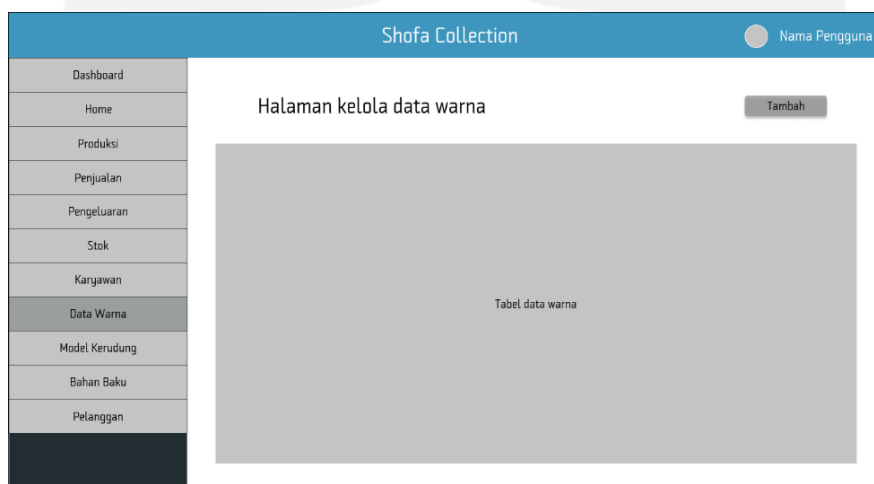 Shofa Collection
Nama Pengguna
Dashboard
Home
Produksi
Penjualan
Pengeluaran
Stok
Karyawan
Data Warna
Model Kerudung
Bahan Baku
Pelanggan
Halaman kelola data warna
Tambah
Tabel data warna